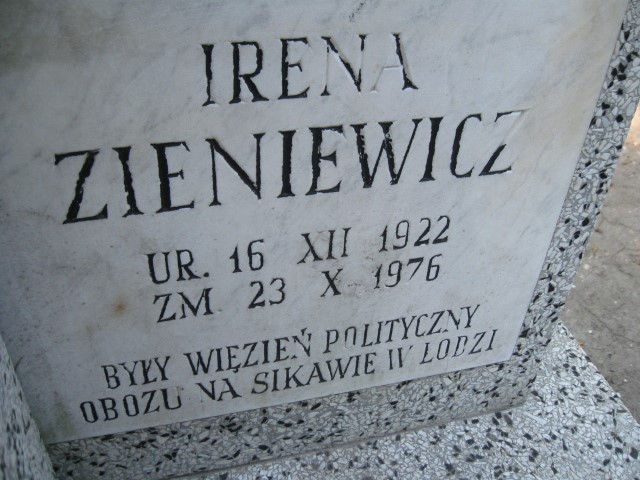 IRENA
ZIENIEWICZ
UR. 16 XII 1922
ZM 23 X 1976
BYŁY WIĘZIEŃ POLITYCZNY
OBOZU NA SIKAWIE W ŁODZI